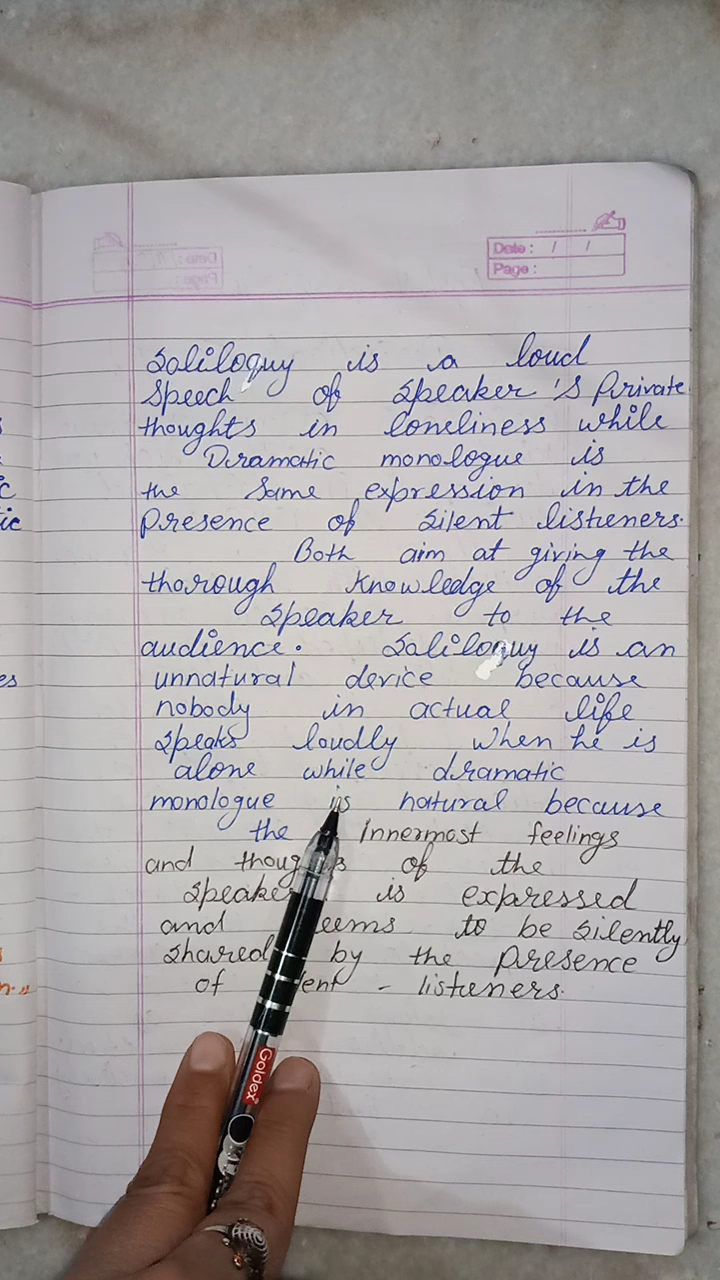 Date : / /
Page :
Soliloquy is a loud
Speech of speaker's Private
thoughts in loneliness while
Dramatic monologue is
the Same expression in the
Presence of silent listeners.
Both aim at giving the
thorough Knowledge of the
Speaker to the
audience. Soliloquy is an
unnatural device because
nobody in actual life
speaks loudly when he is
alone while dramatic
monologue is natural because
the Innermost feelings
and of the
speaker is expressed
and to be silently
shared by the presence
of - listeners.
Goldex